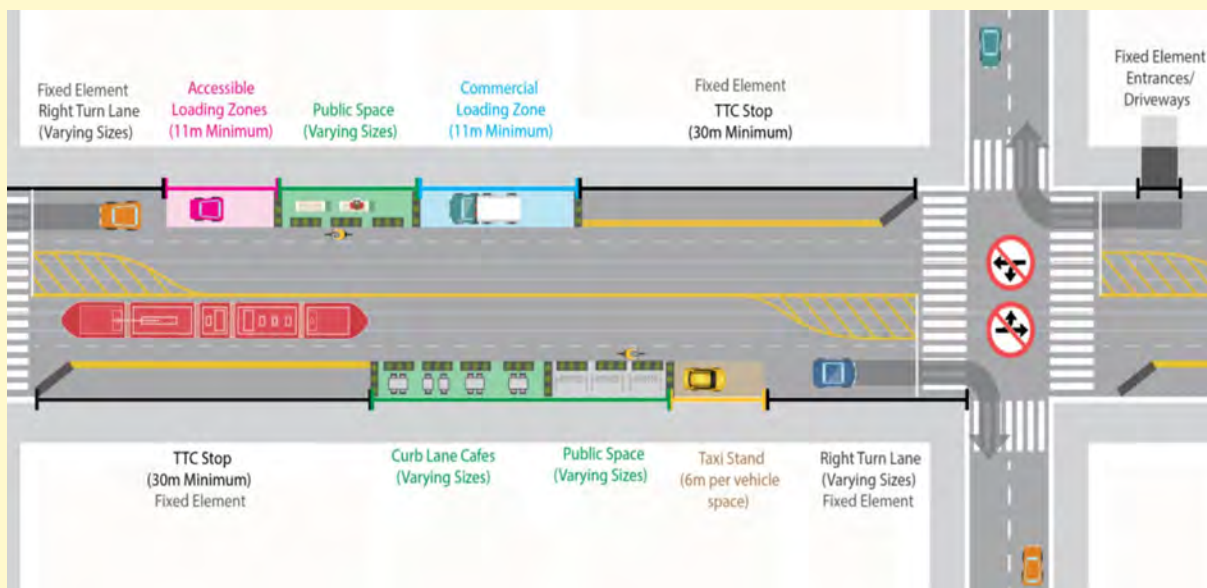 Fixed Element
Right Turn Lane
(Varying Sizes)
Accessible
Loading Zones
(11m Minimum)
Public Space
(Varying Sizes)
Commercial
Loading Zone
(11m Minimum)
Fixed Element
TTC Stop
(30m Minimum)
Fixed Element
Entrances/
Driveways
TTC Stop
(30m Minimum)
Fixed Element
Curb Lane Cafes
(Varying Sizes)
Public Space
(Varying Sizes)
Taxi Stand
(6m per vehicle
space)
Right Turn Lane
(Varying Sizes)
Fixed Element